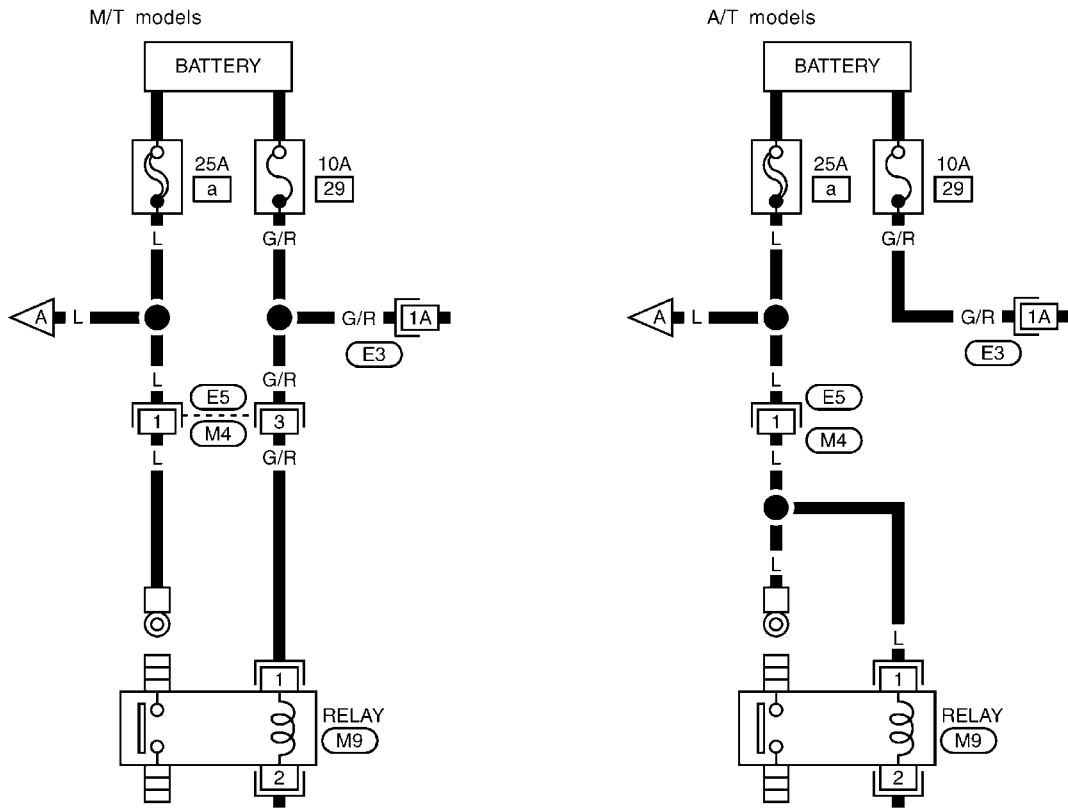 M/T models
BATTERY
25A
a
10A
29
L
G/R
A
L
G/R
1A
E3
L
G/R
E5
1
3
M4
L
G/R
1
RELAY
M9
2
A/T models
BATTERY
25A
a
10A
29
L
G/R
A
L
G/R
1A
E3
L
E5
1
M4
L
L
L
1
RELAY
M9
2